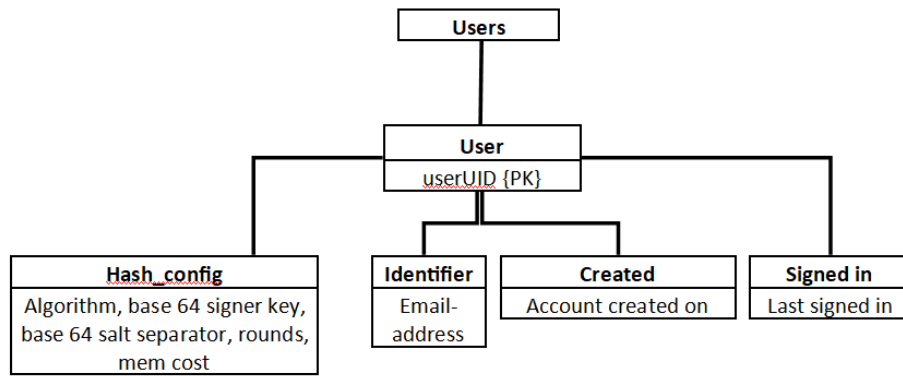 Users
User
userUID {PK}
Hash_config
Algorithm, base 64 signer key,
base 64 salt separator, rounds,
mem cost
Identifier
Email-
address
Created
Account created on
Signed in
Last signed in